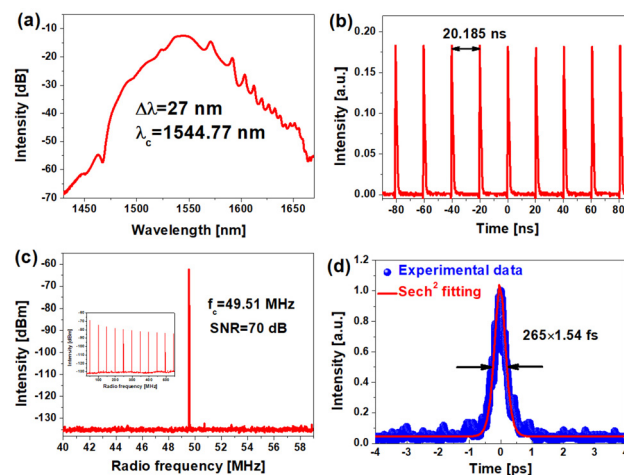 (a)
-10
-20
-30
-40
-50
-60
-70
Intensity [dB]
Δλ=27 nm
λc=1544.77 nm
1450 1500 1550 1600 1650
Wavelength [nm]
(b)
20.185 ns
0.20
0.15
0.10
0.05
0.00
Intensity [a.u.]
-80 -60 -40 -20 0 20 40 60 80
Time [ns]
(c)
-60
-70
-80
-90
-100
-110
-120
-130
Intensity [dBm]
fc=49.51 MHz
SNR=70 dB
Intensity [dBm]
Radio frequency [MHz]
40 42 44 46 48 50 52 54 56 58
Radio frequency [MHz]
(d)
Experimental data
Sech² fitting
265×1.54 fs
1.2
1.0
0.8
0.6
0.4
0.2
0.0
Intensity [a.u.]
-4 -3 -2 -1 0 1 2 3 4
Time [ps]